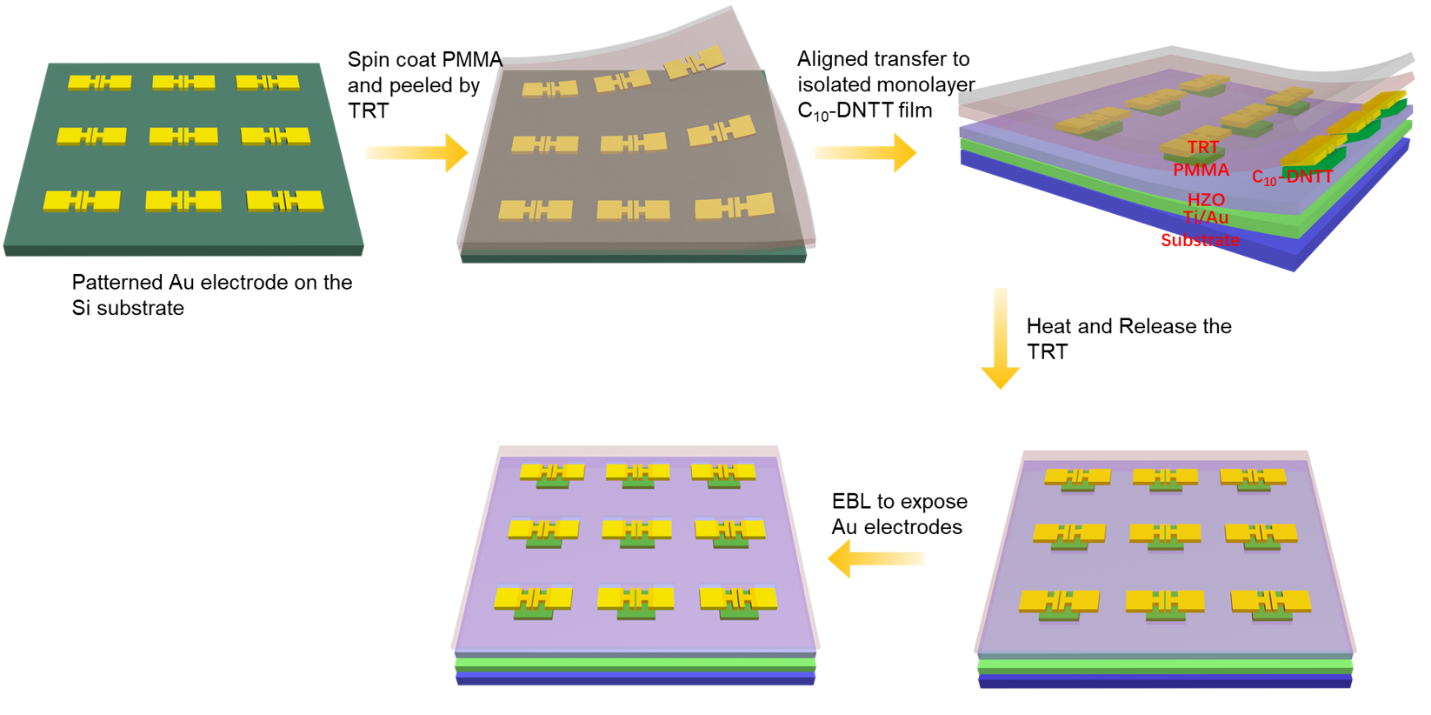 Spin coat PMMA
and peeled by
TRT
Aligned transfer to
isolated monolayer
C₁₀-DNTT film
TRT
PMMA
C₁₀-DNTT
HZO
Ti/Au
Substrate
Patterned Au electrode on the
Si substrate
Heat and Release the
TRT
EBL to expose
Au electrodes